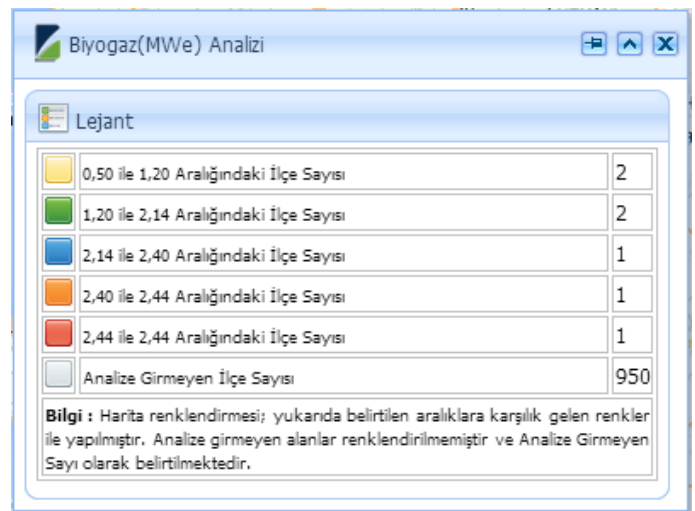 Biyogaz(MWe) Analizi
Lejant
0,50 ile 1,20 Aralığındaki İlçe Sayısı 2
1,20 ile 2,14 Aralığındaki İlçe Sayısı 2
2,14 ile 2,40 Aralığındaki İlçe Sayısı 1
2,40 ile 2,44 Aralığındaki İlçe Sayısı 1
2,44 ile 2,44 Aralığındaki İlçe Sayısı 1
Analize Girmeyen İlçe Sayısı 950
Bilgi : Harita renklendirmesi; yukarıda belirtilen aralıklara karşılık gelen renkler
ile yapılmıştır. Analize girmeyen alanlar renklendirilmemiştir ve Analize Girmeyen
Sayı olarak belirtilmektedir.